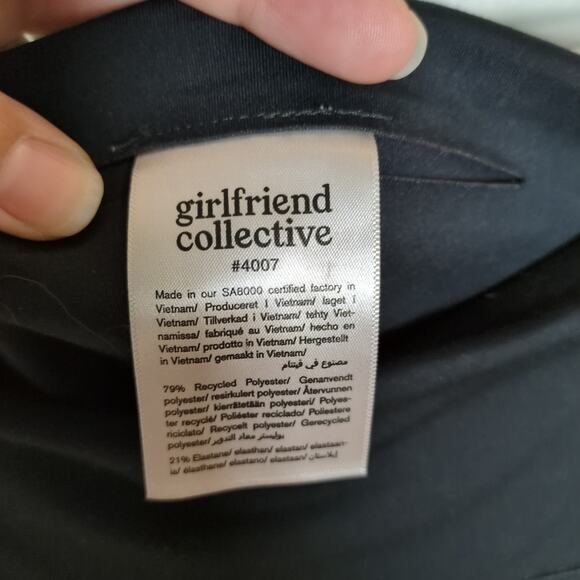 girlfriend
collective
#4007
Made in our SA8000 certified factory in
Vietnam/ Produceret i Vietnam/ laget i
Vietnam/ Tillverkad i Vietnam/ tehty Viet-
namissa/ fabriqué au Vietnam/ hecho en
Vietnam/ prodotto in Vietnam/ Hergestellt
in Vietnam/ gemaakt in Vietnam/
مصنوع في فيتنام
79% Recycled Polyester/ Genanvendt
polyester/ resirkulert polyester/ Återvunnen
polyester/ kierrätetään polyesteri/ Polyes-
ter recyclé/ Poliéster reciclado/ Poliestere
riciclato/ Recycelt polyester/ Gerecycled
polyester/بوليستر معاد التدوير
21% Elastane/ elasthan/ elastan/ elastaan-
ia/ élasthane/ elastano/ elastaan/ إيلاستان/